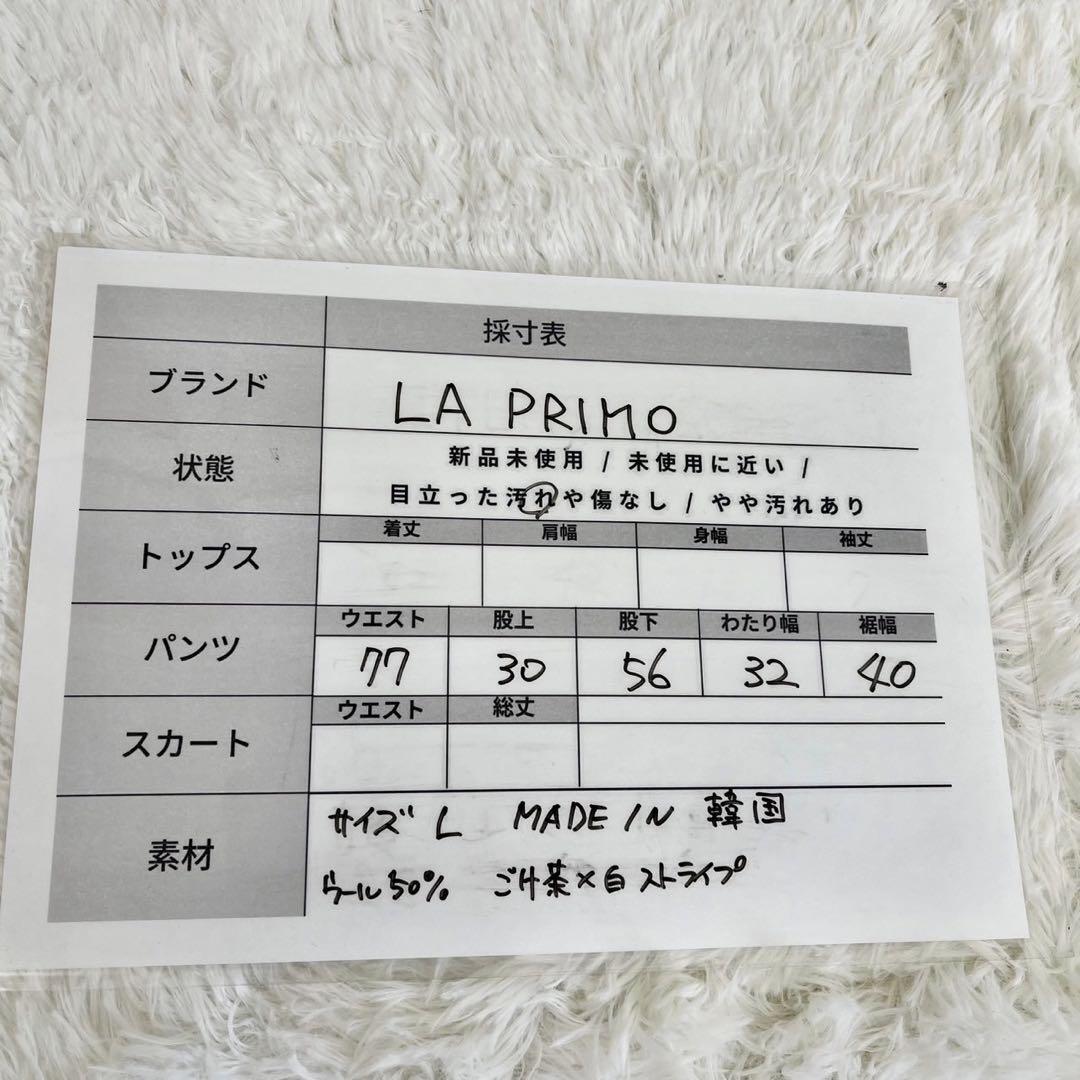 採寸表
ブランド LA PRIMO
状態 新品未使用 / 未使用に近い /
目立った汚れや傷なし / やや汚れあり
トップス 着丈 肩幅 身幅 袖丈
パンツ ウエスト 股上 股下 わたり幅 裾幅
77 30 56 32 40
スカート ウエスト 総丈
素材 サイズ L MADE IN 韓国
ウール50% こげ茶×白 ストライプ